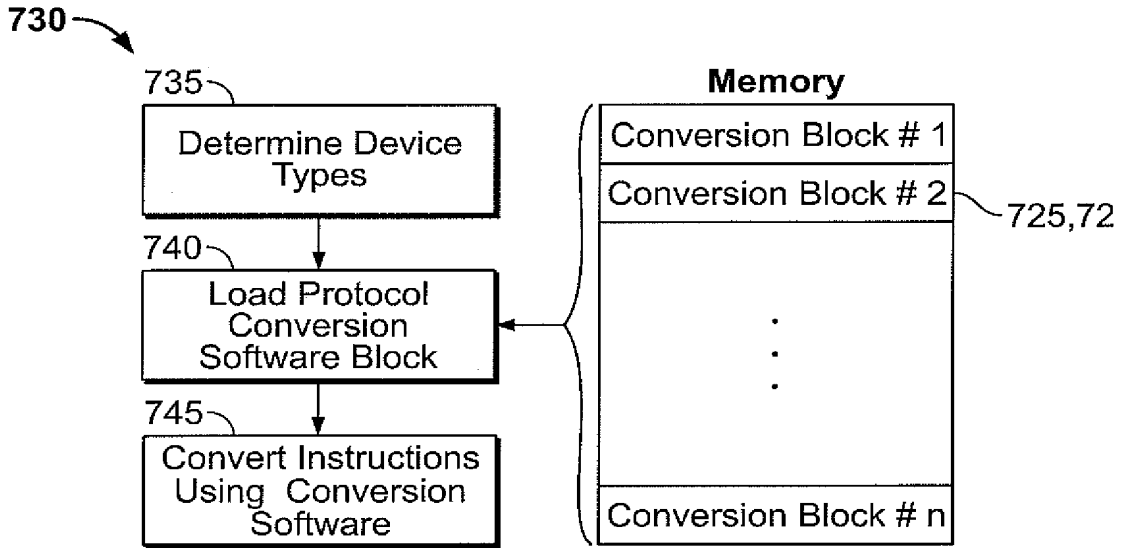 730
735
Determine Device
Types
740
Load Protocol
Conversion
Software Block
745
Convert Instructions
Using Conversion
Software
Memory
Conversion Block # 1
Conversion Block # 2
725,72
Conversion Block # n